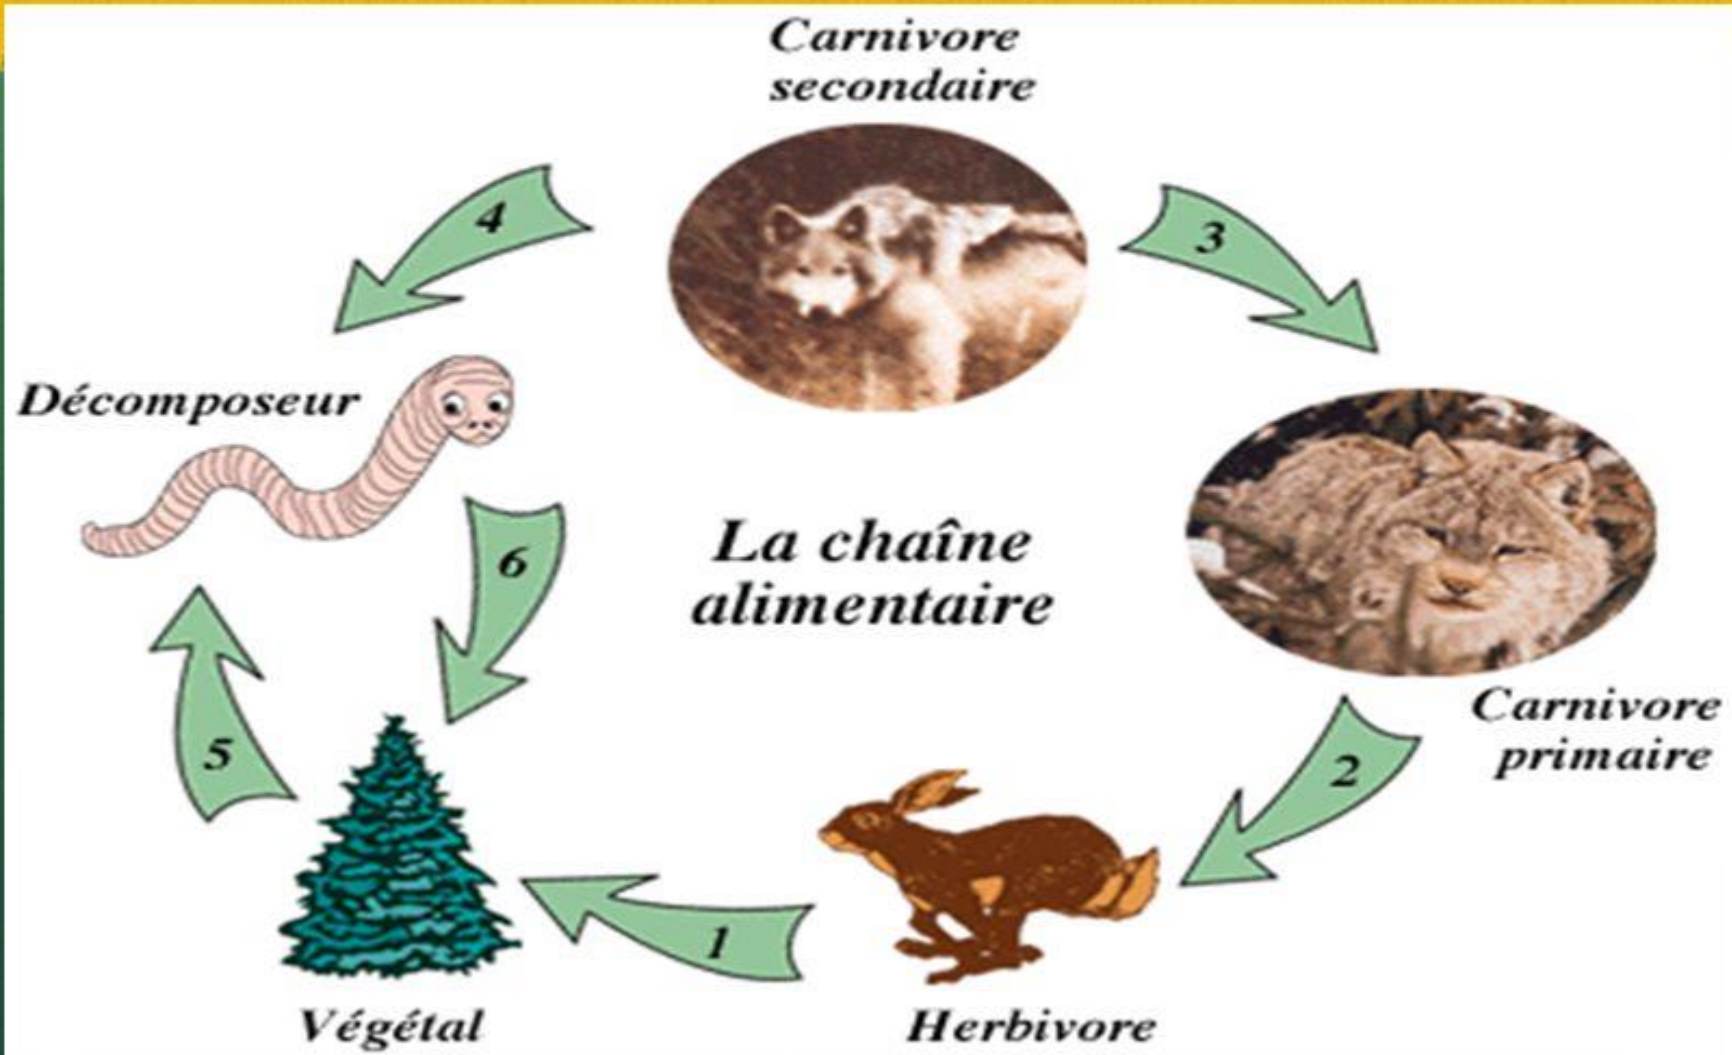 Carnivore
secondaire
4
3
Décomposeur
6
La chaîne
alimentaire
Carnivore
primaire
5
2
1
Végétal
Herbivore